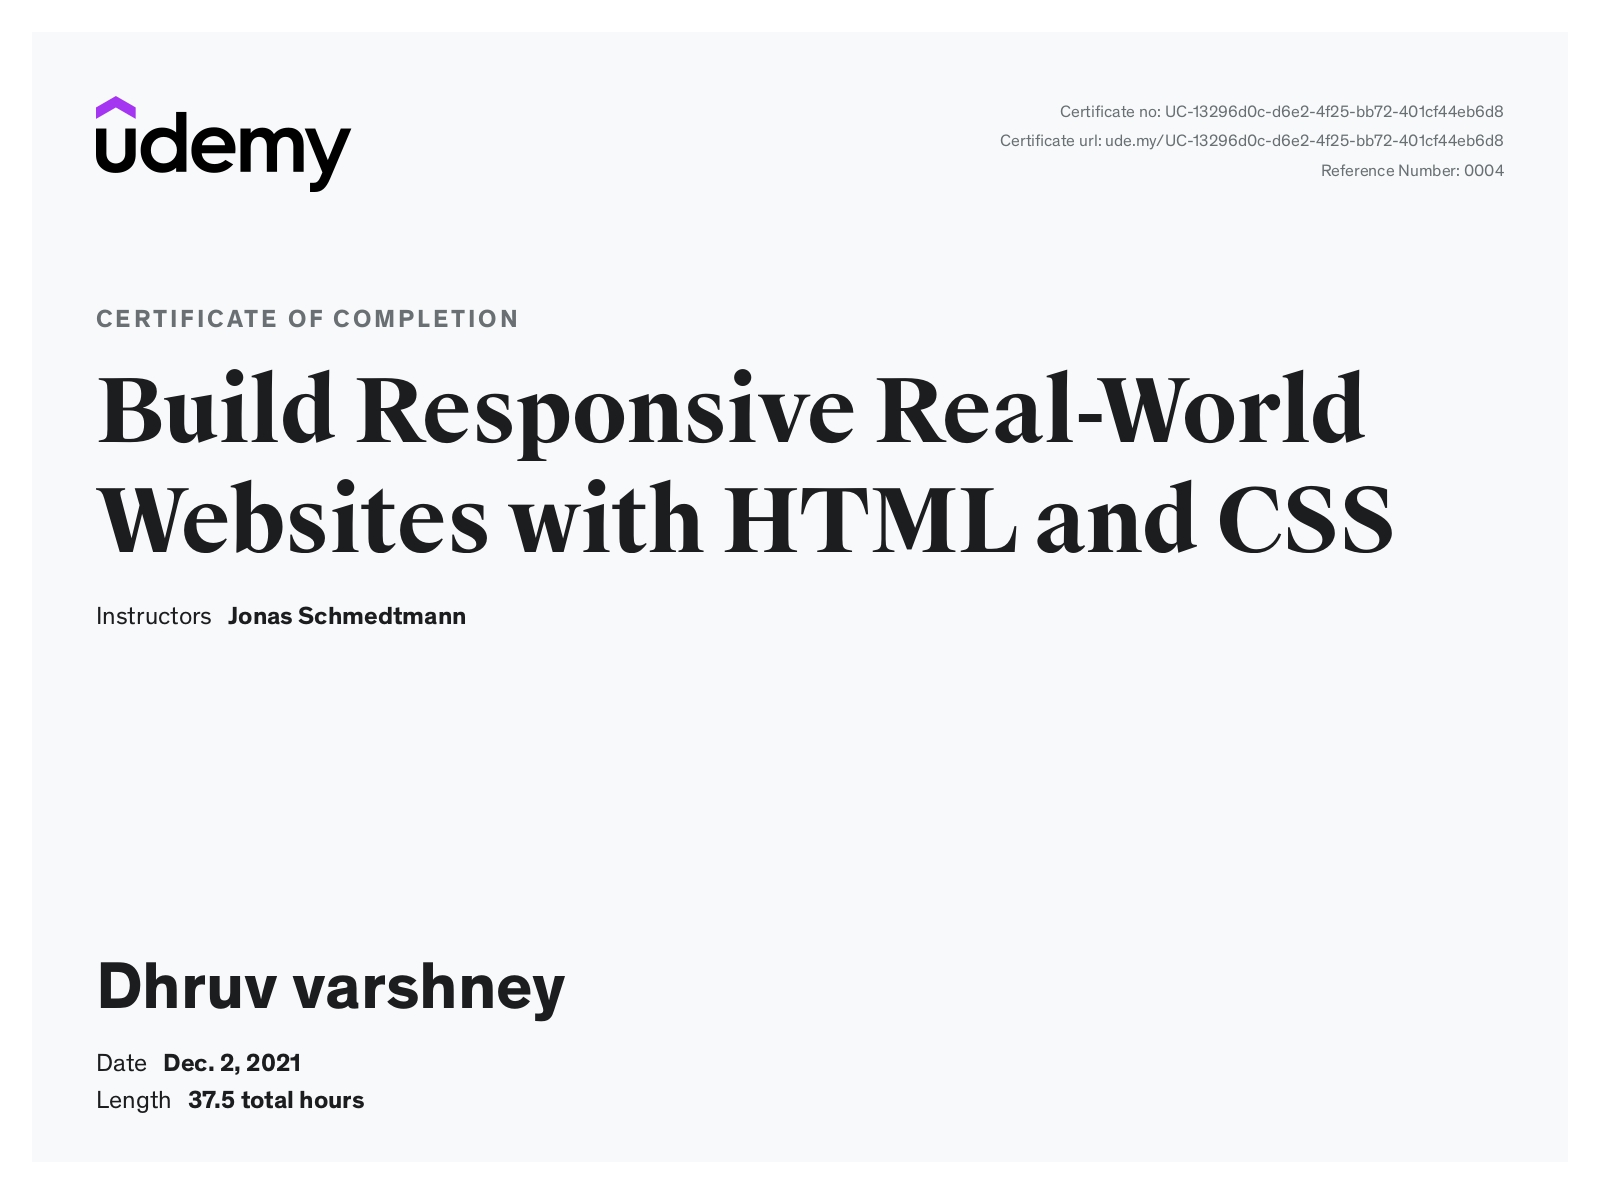 udemy
Certificate no: UC-13296d0c-d6e2-4f25-bb72-401cf44eb6d8
Certificate url: ude.my/UC-13296d0c-d6e2-4f25-bb72-401cf44eb6d8
Reference Number: 0004
CERTIFICATE OF COMPLETION
Build Responsive Real-World
Websites with HTML and CSS
Instructors Jonas Schmedtmann
Dhruv varshney
Date Dec. 2, 2021
Length 37.5 total hours